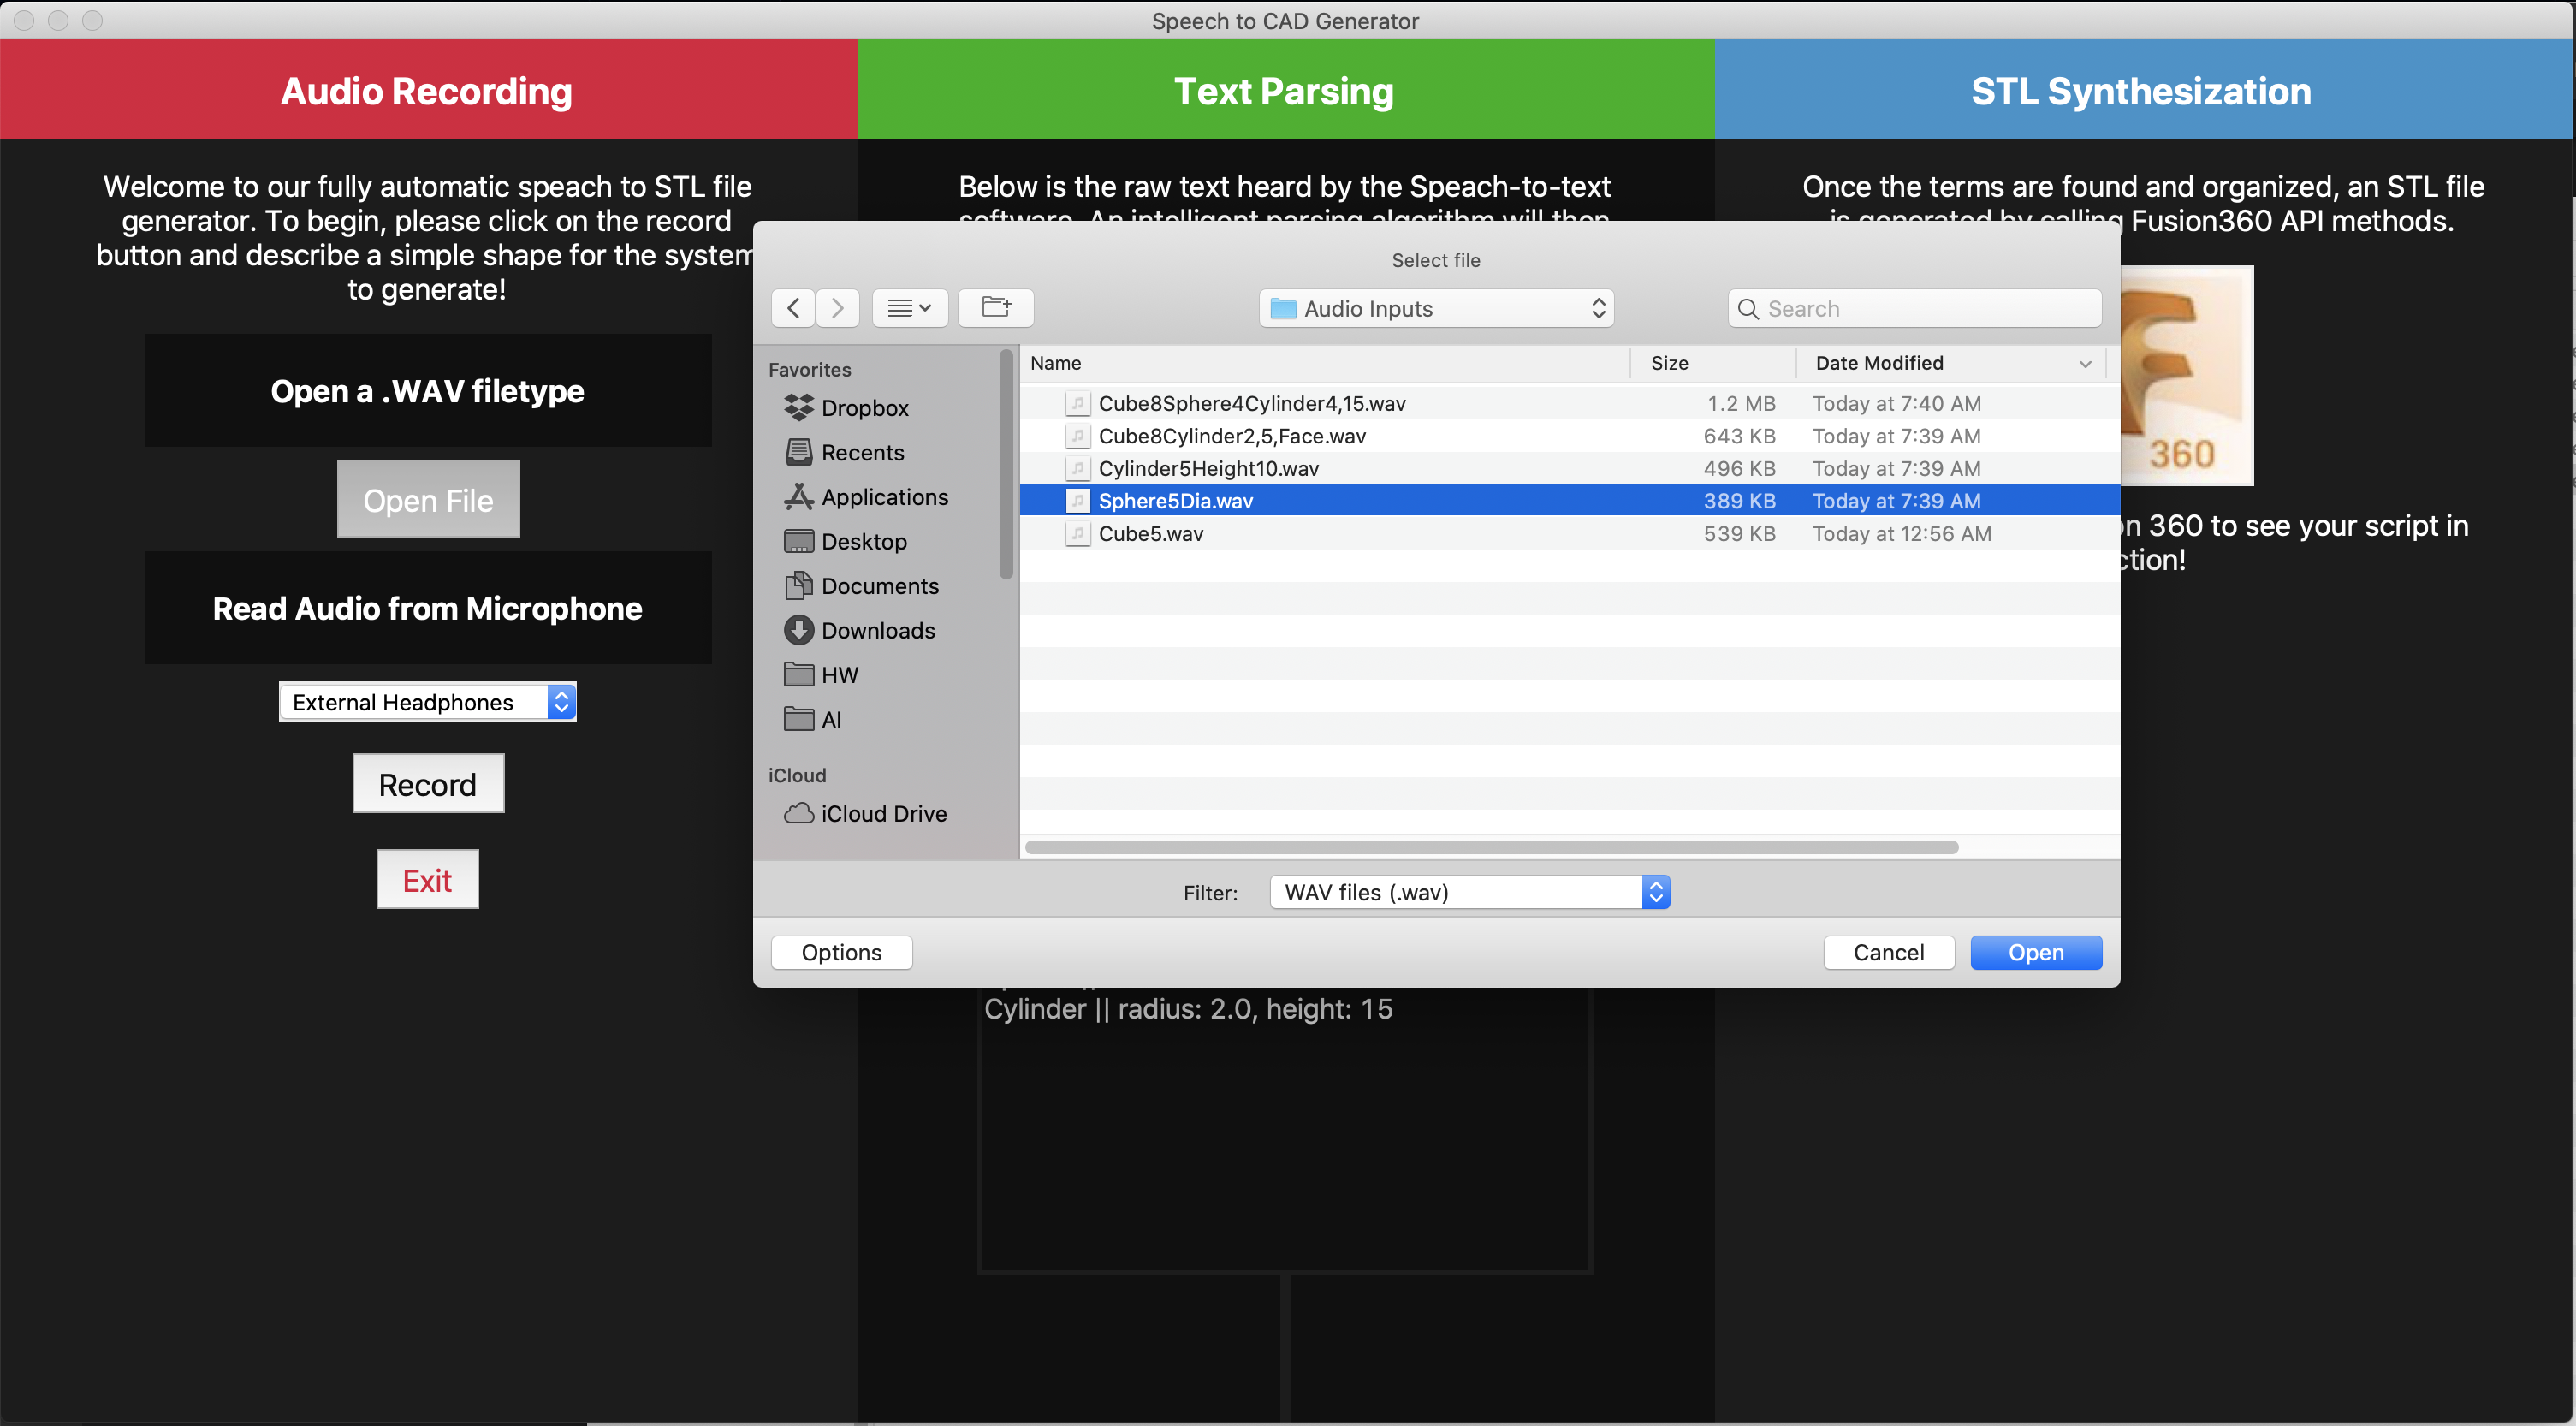 Speech to CAD Generator
Audio Recording
Text Parsing
STL Synthesization
Welcome to our fully automatic speach to STL file
generator. To begin, please click on the record
button and describe a simple shape for the system
to generate!
Open a .WAV filetype
Open File
Read Audio from Microphone
External Headphones
Record
Exit
Below is the raw text heard by the Speach-to-text
software. An intelligent parsing algorithm will then
Once the terms are found and organized, an STL file
is generated by calling Fusion360 API methods.
360
360 to see your script in
Select file
Audio Inputs
Search
Favorites
Dropbox
Recents
Applications
Desktop
Documents
Downloads
HW
AI
iCloud
iCloud Drive
Name Size Date Modified
Cube8Sphere4Cylinder4,15.wav 1.2 MB Today at 7:40 AM
Cube8Cylinder2,5,Face.wav 643 KB Today at 7:39 AM
Cylinder5Height10.wav 496 KB Today at 7:39 AM
Sphere5Dia.wav 389 KB Today at 7:39 AM
Cube5.wav 539 KB Today at 12:56 AM
Filter: WAV files (.wav)
Options
Cancel
Open
Cylinder || radius: 2.0, height: 15